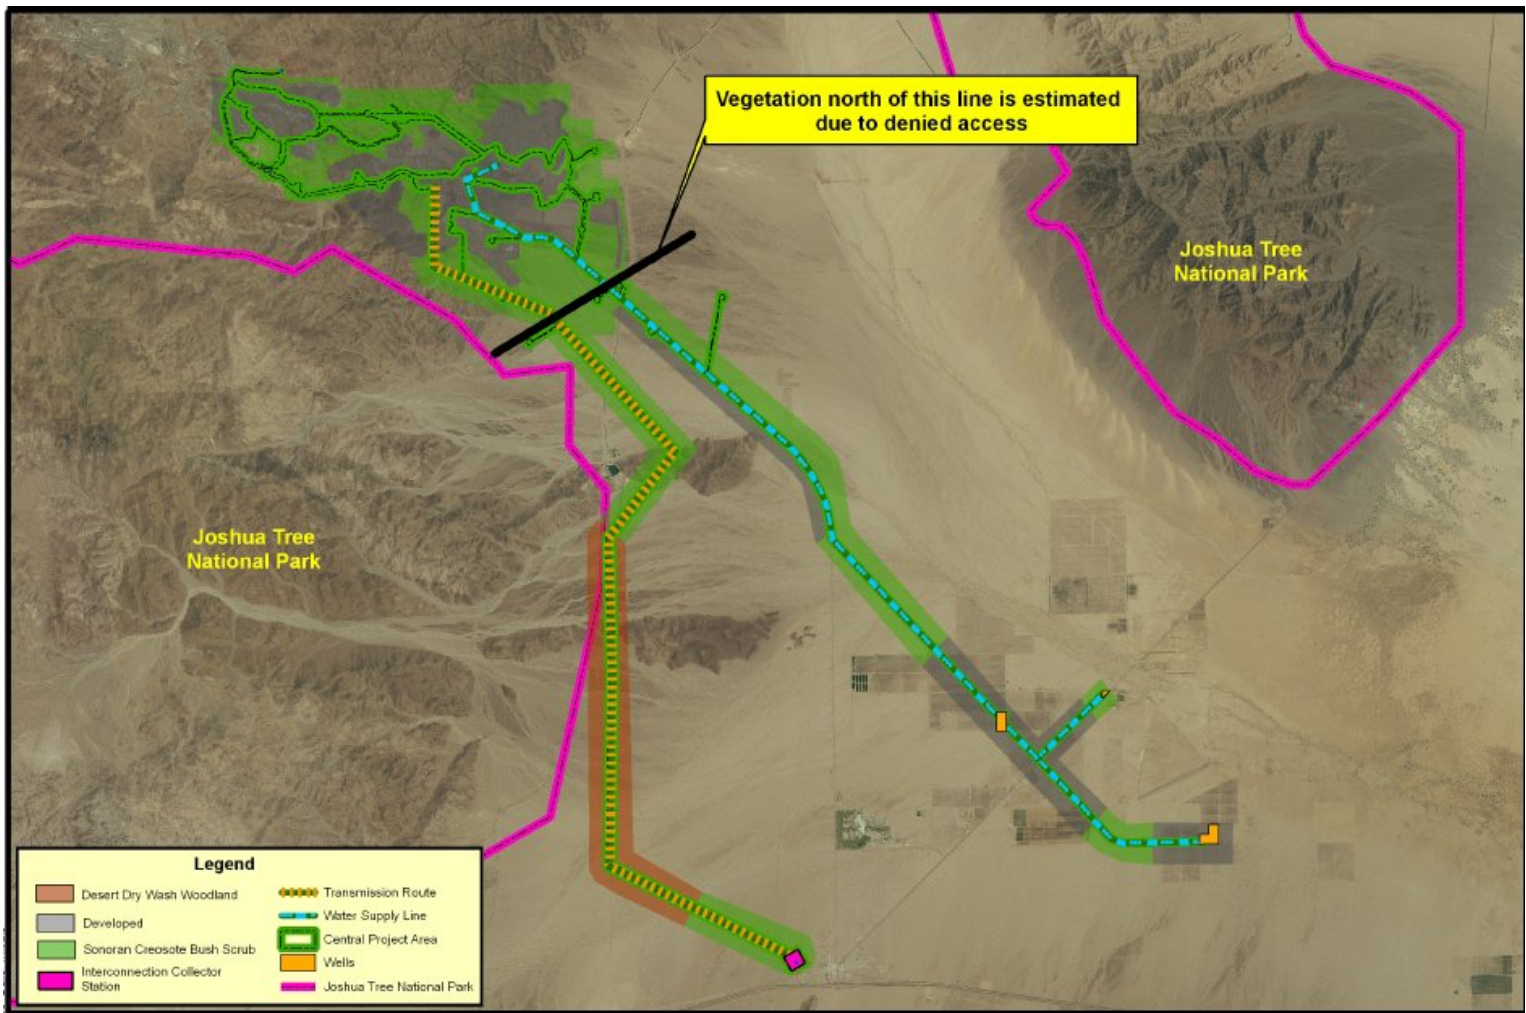 Vegetation north of this line is estimated
due to denied access
Joshua Tree
National Park
Joshua Tree
National Park
Legend
Desert Dry Wash Woodland
Developed
Sonoran Creosote Bush Scrub
Interconnection Collector
Station
Transmission Route
Water Supply Line
Central Project Area
Wells
Joshua Tree National Park